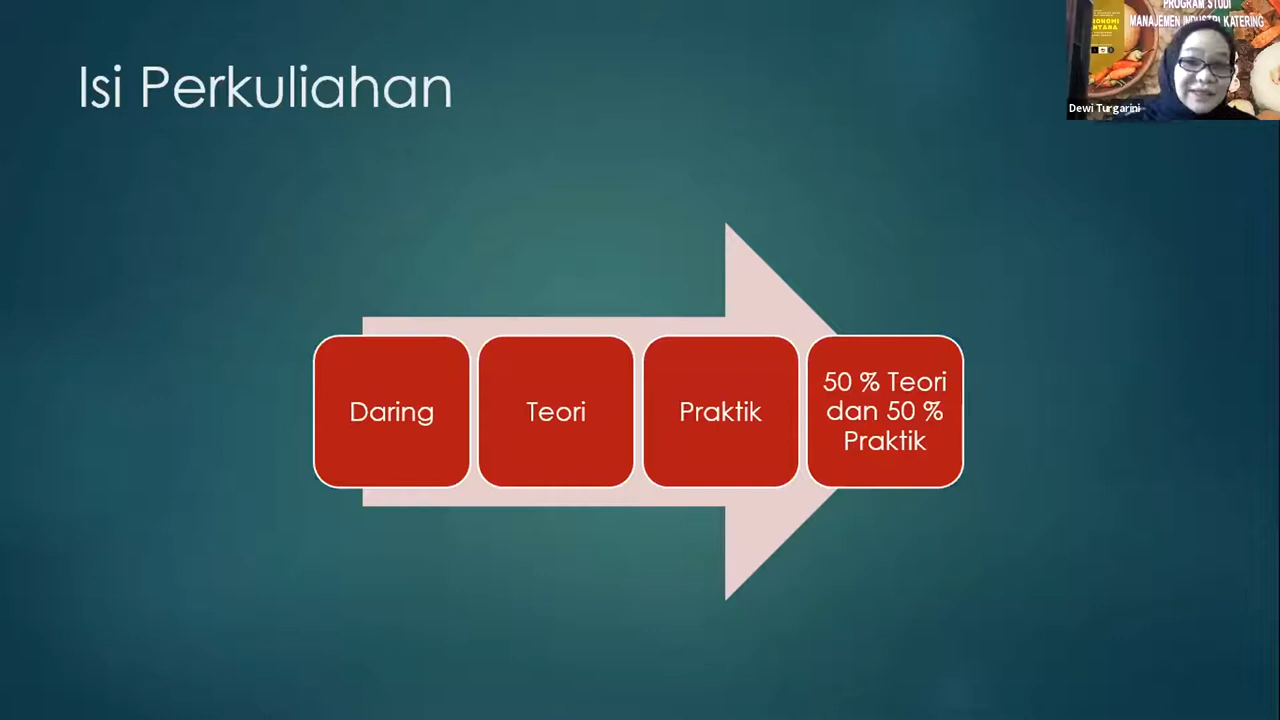 Isi Perkuliahan
PROGRAM STUDI
MANAJEMEN INDUSTRI KATERING
Dewi Turgarini
Daring
Teori
Praktik
50 % Teori
dan 50 %
Praktik